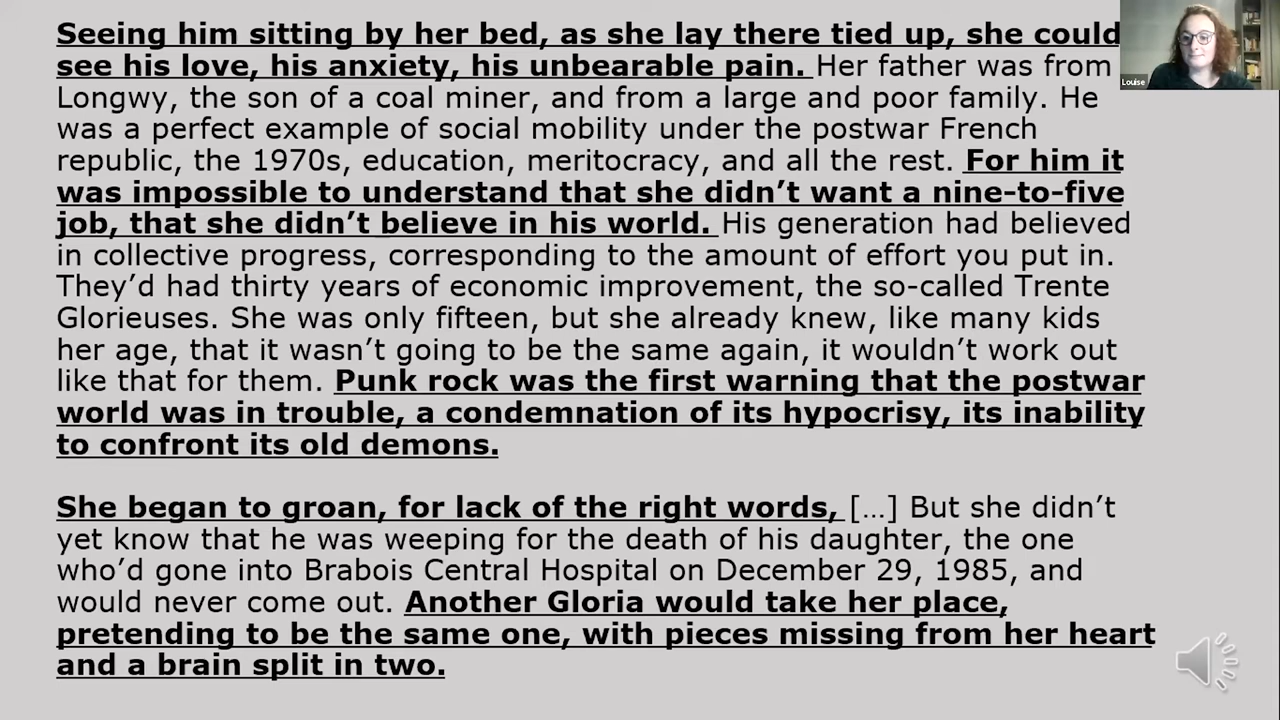 Seeing him sitting by her bed, as she lay there tied up, she could
see his love, his anxiety, his unbearable pain. Her father was from
Longwy, the son of a coal miner, and from a large and poor family. He
was a perfect example of social mobility under the postwar French
republic, the 1970s, education, meritocracy, and all the rest. For him it
was impossible to understand that she didn't want a nine-to-five
job, that she didn't believe in his world. His generation had believed
in collective progress, corresponding to the amount of effort you put in.
They'd had thirty years of economic improvement, the so-called Trente
Glorieuses. She was only fifteen, but she already knew, like many kids
her age, that it wasn't going to be the same again, it wouldn't work out
like that for them. Punk rock was the first warning that the postwar
world was in trouble, a condemnation of its hypocrisy, its inability
to confront its old demons.
She began to groan, for lack of the right words, […] But she didn't
yet know that he was weeping for the death of his daughter, the one
who'd gone into Brabois Central Hospital on December 29, 1985, and
would never come out. Another Gloria would take her place,
pretending to be the same one, with pieces missing from her heart
and a brain split in two.
Louise